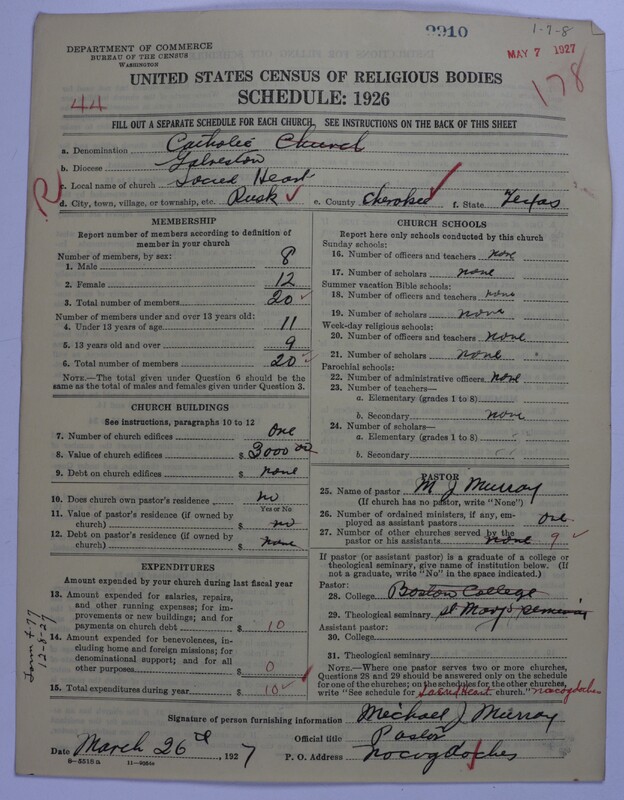 9910
1-7-8
MAY 7 1927
178
DEPARTMENT OF COMMERCE
BUREAU OF THE CENSUS
WASHINGTON
UNITED STATES CENSUS OF RELIGIOUS BODIES
SCHEDULE: 1926
44
FILL OUT A SEPARATE SCHEDULE FOR EACH CHURCH. SEE INSTRUCTIONS ON THE BACK OF THIS SHEET
a. Denomination Catholic Church
b. Diocese Galveston
c. Local name of church Sacred Heart
R
d. City, town, village, or township, etc. Rusk e. County Cherokee f. State Texas
MEMBERSHIP
Report number of members according to definition of
member in your church
Number of members, by sex:
1. Male 8
2. Female 12
3. Total number of members 20
Number of members under and over 13 years old:
4. Under 13 years of age 11
5. 13 years old and over 9
6. Total number of members 20
NOTE.—The total given under Question 6 should be the
same as the total of males and females given under Question 3.
CHURCH BUILDINGS
See instructions, paragraphs 10 to 12
7. Number of church edifices one
8. Value of church edifices $ 3000 00
9. Debt on church edifices $ none
10. Does church own pastor's residence no
Yes or No
11. Value of pastor's residence (if owned by
church) $ no
12. Debt on pastor's residence (if owned by
church) $ none
EXPENDITURES
Amount expended by your church during last fiscal year
13. Amount expended for salaries, repairs,
and other running expenses; for im-
provements or new buildings; and for
payments on church debt $ 10
14. Amount expended for benevolences, in-
cluding home and foreign missions; for
denominational support; and for all
other purposes $ 0
15. Total expenditures during year $ 10
Form 477
12-8-27
CHURCH SCHOOLS
Report here only schools conducted by this church
Sunday schools:
16. Number of officers and teachers none
17. Number of scholars none
Summer vacation Bible schools:
18. Number of officers and teachers none
19. Number of scholars none
Week-day religious schools:
20. Number of officers and teachers none
21. Number of scholars none
Parochial schools:
22. Number of administrative officers none
23. Number of teachers—
a. Elementary (grades 1 to 8)
b. Secondary none
24. Number of scholars—
a. Elementary (grades 1 to 8)
b. Secondary
PASTOR
25. Name of pastor M J Murray
(If church has no pastor, write "None")
26. Number of ordained ministers, if any, em-
ployed as assistant pastors one
27. Number of other churches served by the
pastor or his assistants none 9
If pastor (or assistant pastor) is a graduate of a college or
theological seminary, give name of institution below. (If
not a graduate, write "No" in the space indicated.)
Pastor:
28. College Boston College
29. Theological seminary St Marys Seminary
Assistant pastor:
30. College
31. Theological seminary
NOTE.—Where one pastor serves two or more churches,
Questions 28 and 29 should be answered only on the schedule
for one of the churches; on the schedules for the other churches,
write "See schedule for Sacred Heart church." Nacogdoches
Signature of person furnishing information Michael J Murray
Official title Pastor
Date March 26th, 1927 P. O. Address Nocogdoches
8—5518a 11—9504a